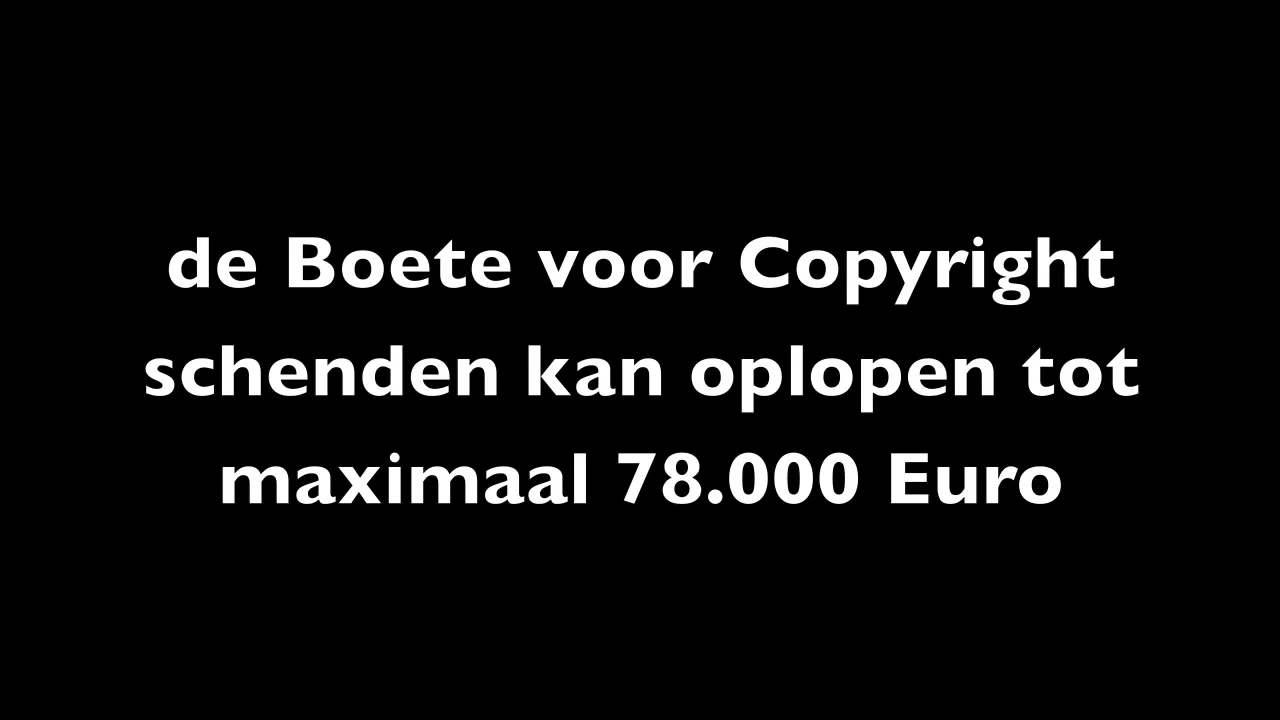 de Boete voor Copyright
schenden kan oplopen tot
maximaal 78.000 Euro